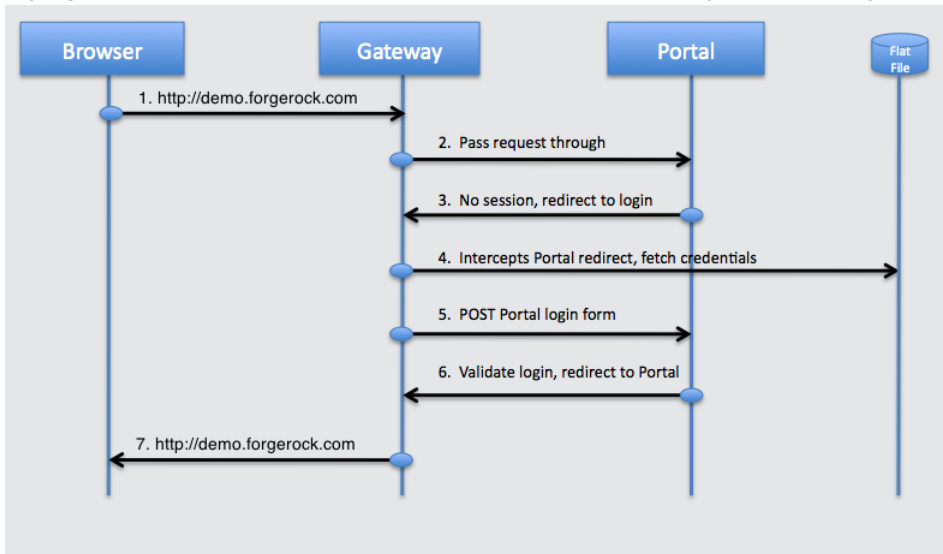 Browser
Gateway
Portal
Flat
File
1. http://demo.forgerock.com
2. Pass request through
3. No session, redirect to login
4. Intercepts Portal redirect, fetch credentials
5. POST Portal login form
6. Validate login, redirect to Portal
7. http://demo.forgerock.com